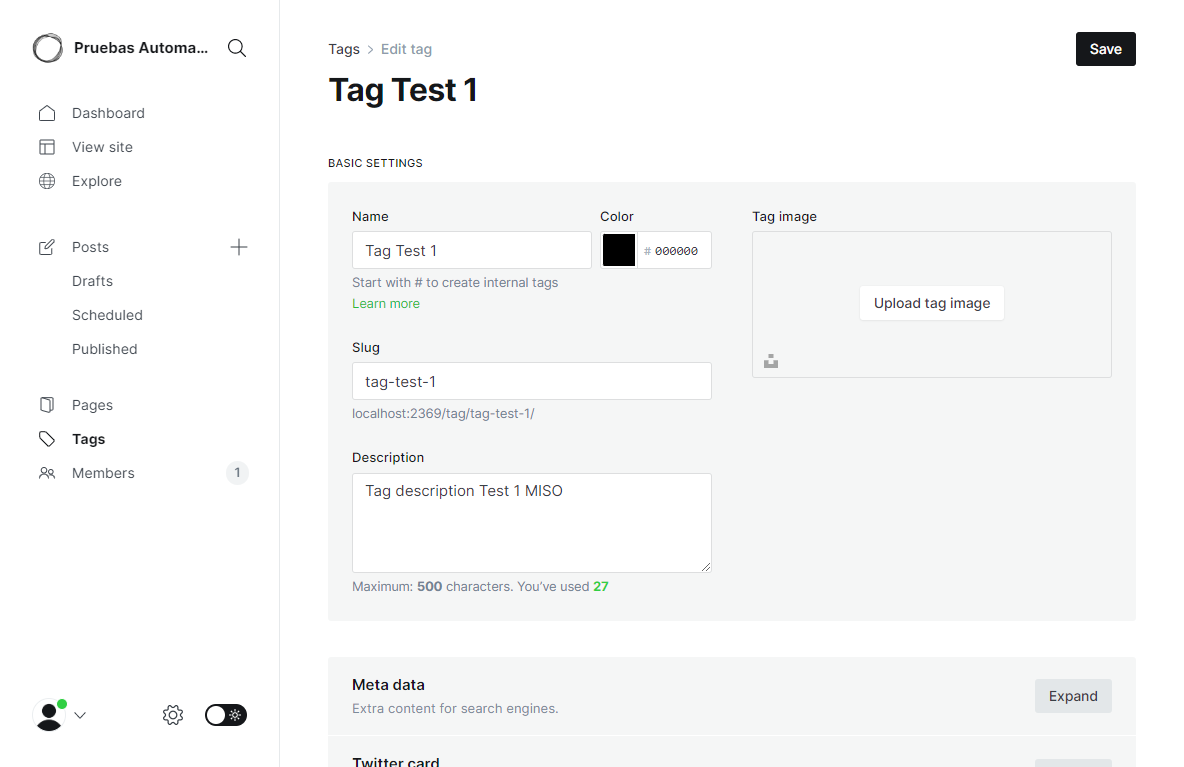 Pruebas Automa...
Dashboard
View site
Explore
Posts
Drafts
Scheduled
Published
Pages
Tags
Members 1
Tags > Edit tag
Save
Tag Test 1
BASIC SETTINGS
Name Color Tag image
Tag Test 1 # 000000
Start with # to create internal tags
Learn more
Upload tag image
Slug
tag-test-1
localhost:2369/tag/tag-test-1/
Description
Tag description Test 1 MISO
Maximum: 500 characters. You’ve used 27
Meta data
Extra content for search engines.
Expand
Twitter card